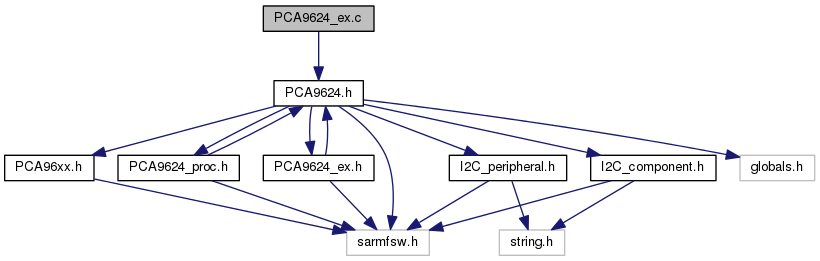 PCA9624_ex.c
PCA9624.h
PCA96xx.h
PCA9624_proc.h
PCA9624_ex.h
I2C_peripheral.h
I2C_component.h
globals.h
sarmfsw.h
string.h